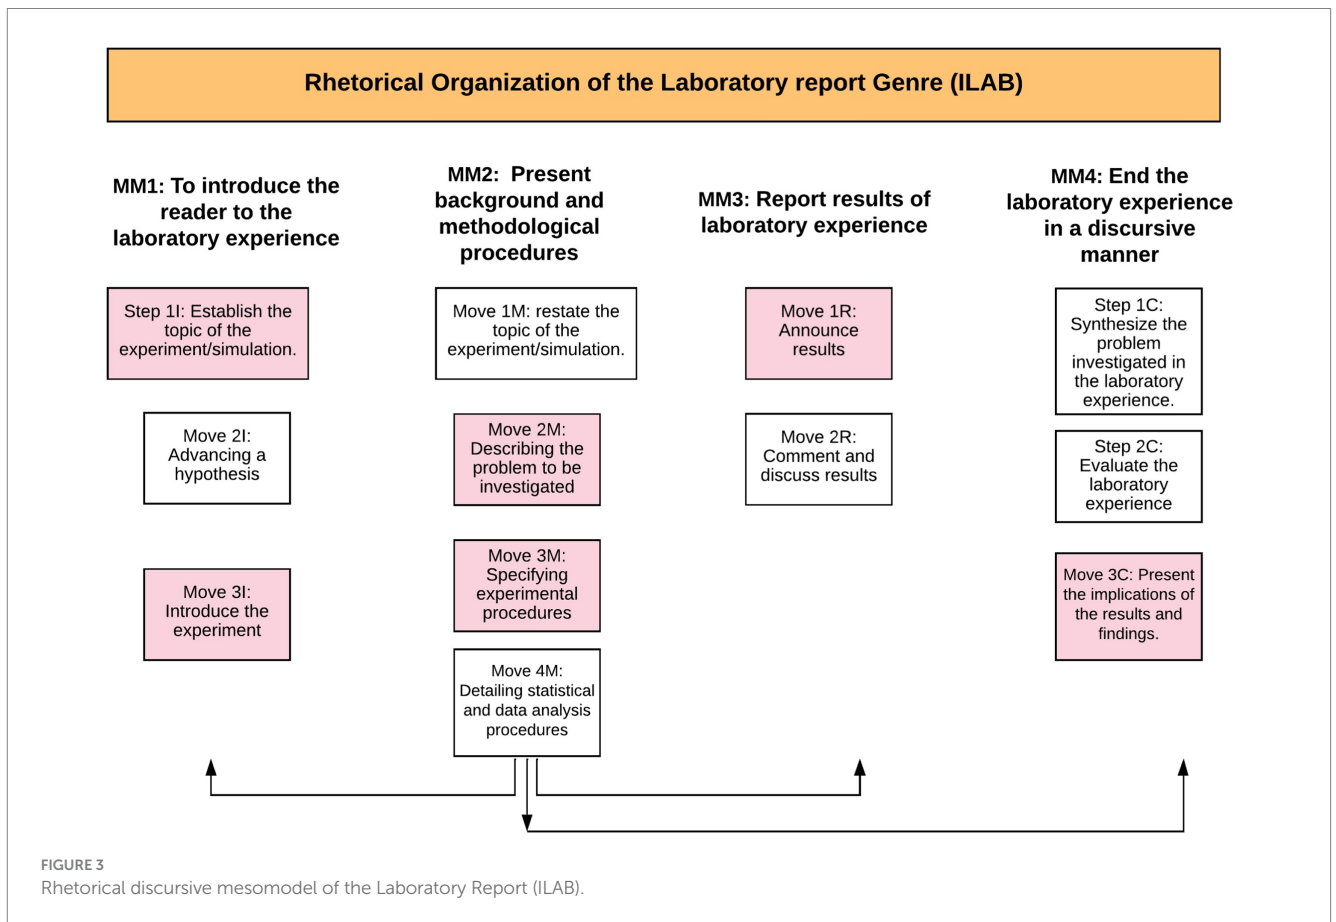 Rhetorical Organization of the Laboratory report Genre (ILAB)
MM1: To introduce the
reader to the
laboratory experience
Step 1I: Establish the
topic of the
experiment/simulation.
Move 2I:
Advancing a
hypothesis
Move 3I:
Introduce the
experiment
MM2:  Present
background and
methodological
procedures
Move 1M: restate the
topic of the
experiment/simulation.
Move 2M:
Describing the
problem to be
investigated
Move 3M:
Specifying
experimental
procedures
Move 4M:
Detailing statistical
and data analysis
procedures
MM3: Report results of
laboratory experience
Move 1R:
Announce
results
Move 2R:
Comment and
discuss results
MM4: End the
laboratory experience
in a discursive
manner
Step 1C:
Synthesize the
problem
investigated in
the laboratory
experience.
Step 2C:
Evaluate the
laboratory
experience
Move 3C: Present
the implications of
the results and
findings.
FIGURE 3
Rhetorical discursive mesomodel of the Laboratory Report (ILAB).